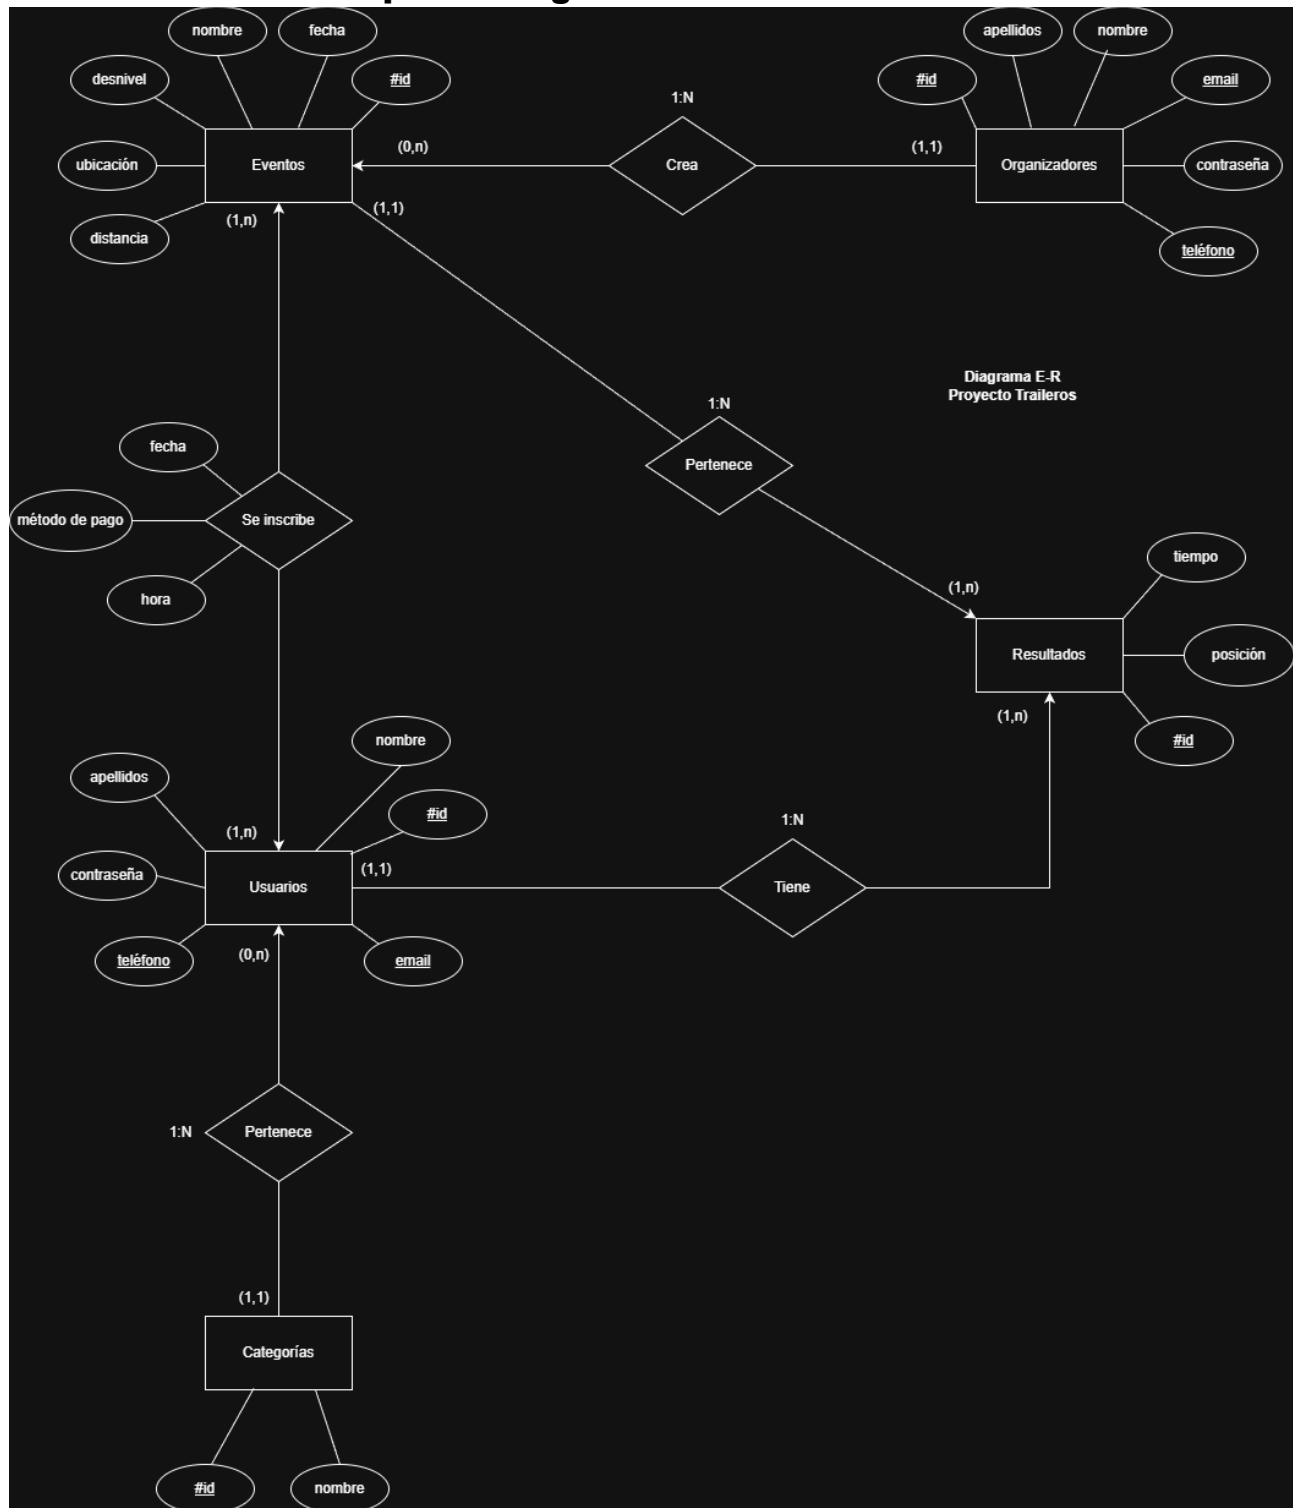 nombre
fecha
apellidos
nombre
desnivel
#id
#id
email
1:N
Eventos
(0,n)
Crea
(1,1)
Organizadores
ubicación
contraseña
(1,n)
(1,1)
distancia
teléfono
Diagrama E-R
Proyecto Traileros
1:N
fecha
Pertenece
método de pago
Se inscribe
tiempo
(1,n)
hora
Resultados
posición
(1,n)
nombre
#id
apellidos
#id
1:N
(1,n)
(1,1)
contraseña
Usuarios
Tiene
(0,n)
teléfono
email
1:N
Pertenece
(1,1)
Categorías
#id
nombre